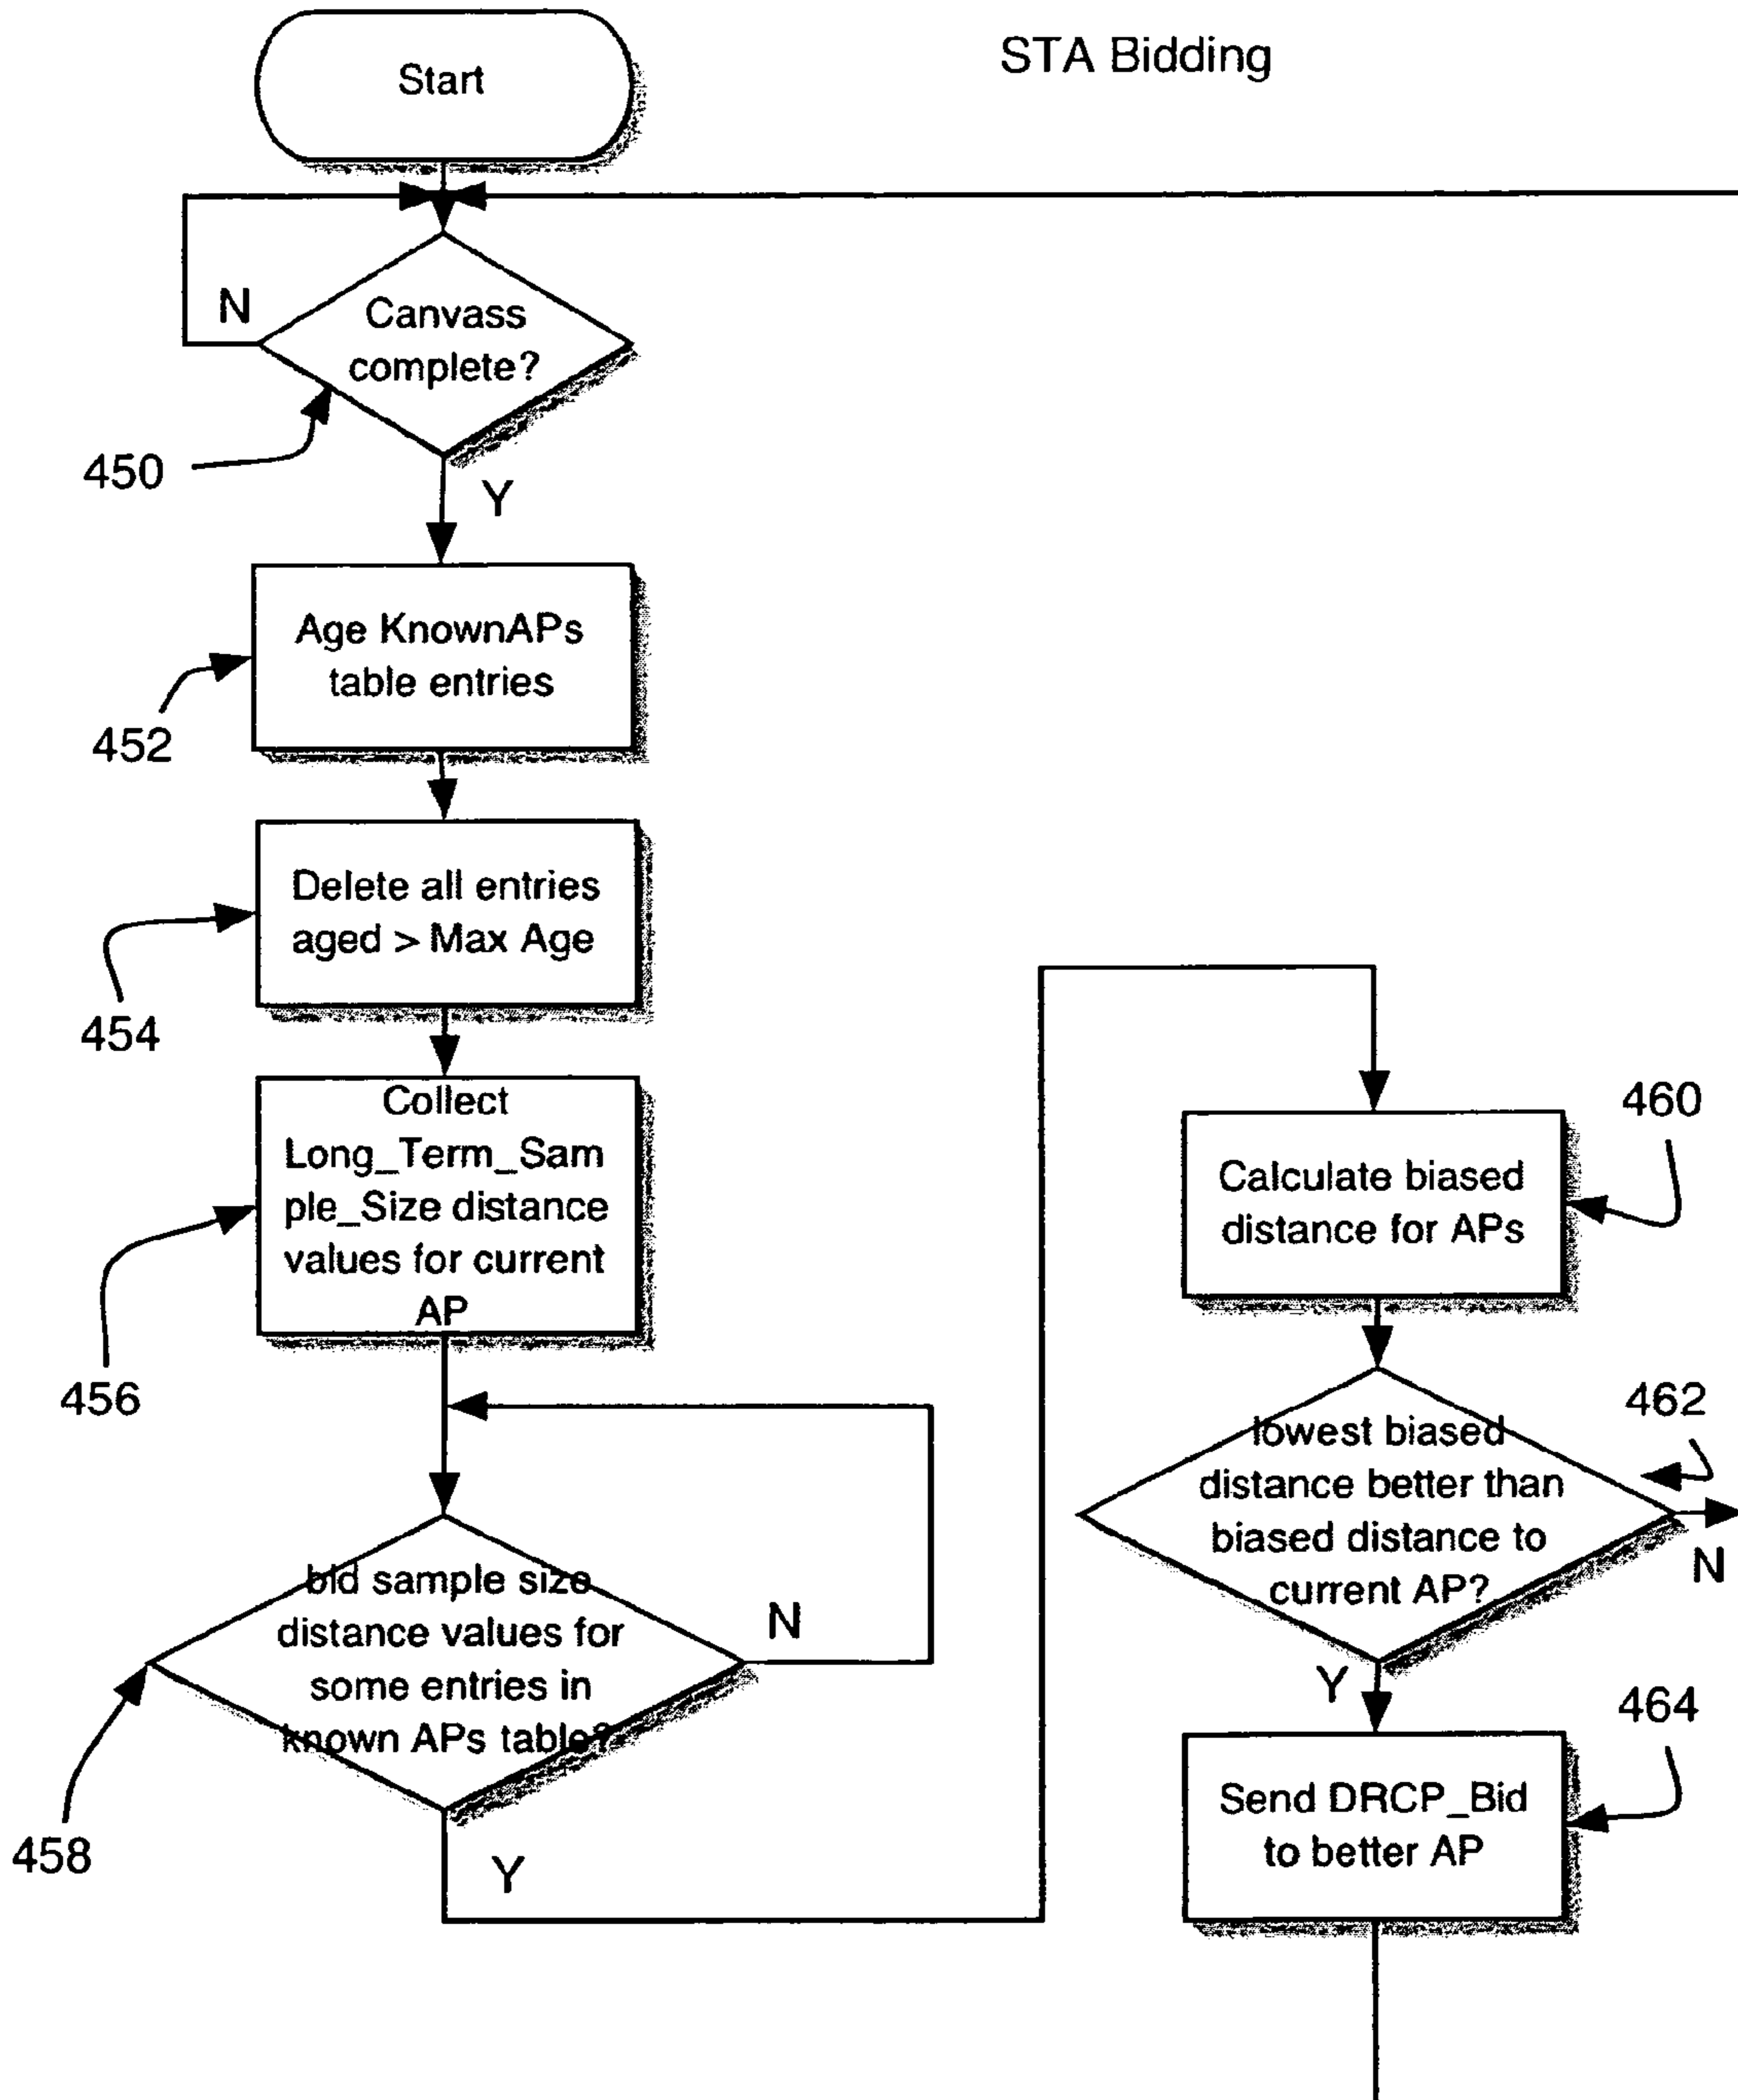 STA Bidding
Start
N
Canvass
complete?
450
Y
Age KnownAPs
table entries
452
Delete all entries
aged > Max Age
454
Collect
Long_Term_Sam
ple_Size distance
values for current
AP
456
bid sample size
distance values for
some entries in
known APs table?
N
458
Y
460
Calculate biased
distance for APs
462
lowest biased
distance better than
biased distance to
current AP?
N
Y
464
Send DRCP_Bid
to better AP